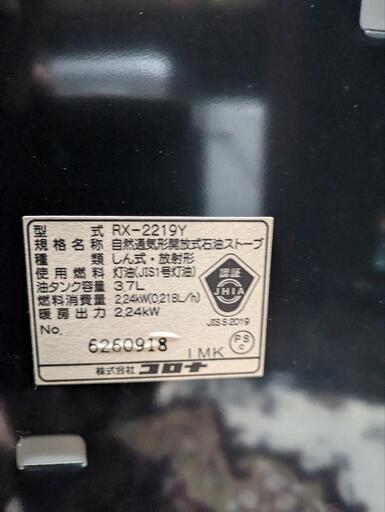 型式 RX-2219Y
規格名称 自然通気形開放式石油ストーブ
種類 しん式・放射形
使用燃料 灯油(JIS1号灯油)
油タンク容量 3.7L
燃料消費量 2.24kW(0.218L/h)
暖房出力 2.24kW
No. 6260918 1MK
株式会社 コロナ
認証
JHIA
JIS S 2019
PS
C